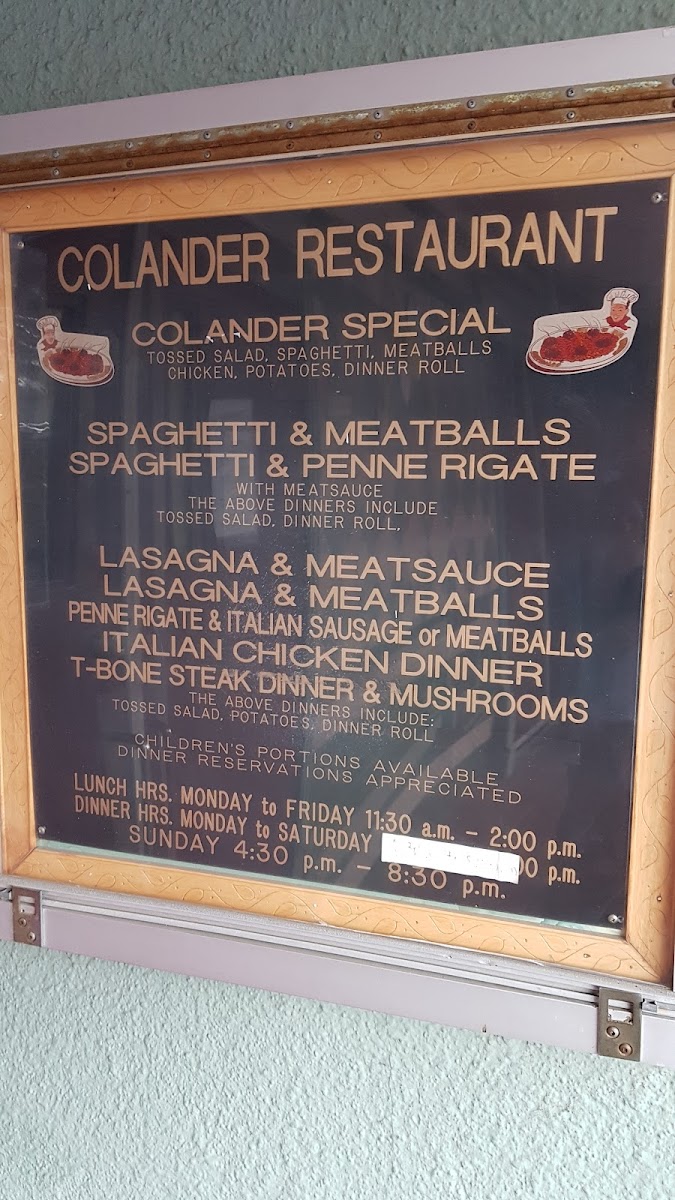 COLANDER RESTAURANT
COLANDER SPECIAL
TOSSED SALAD, SPAGHETTI, MEATBALLS
CHICKEN, POTATOES, DINNER ROLL
SPAGHETTI & MEATBALLS
SPAGHETTI & PENNE RIGATE
WITH MEATSAUCE
THE ABOVE DINNERS INCLUDE
TOSSED SALAD, DINNER ROLL,
LASAGNA & MEATSAUCE
LASAGNA & MEATBALLS
PENNE RIGATE & ITALIAN SAUSAGE or MEATBALLS
ITALIAN CHICKEN DINNER
T-BONE STEAK DINNER & MUSHROOMS
THE ABOVE DINNERS INCLUDE:
TOSSED SALAD, POTATOES, DINNER ROLL
CHILDREN'S PORTIONS AVAILABLE
DINNER RESERVATIONS APPRECIATED
LUNCH HRS. MONDAY to FRIDAY 11:30 a.m. – 2:00 p.m.
DINNER HRS. MONDAY to SATURDAY 00 p.m.
SUNDAY 4:30 p.m. – 8:30 p.m.